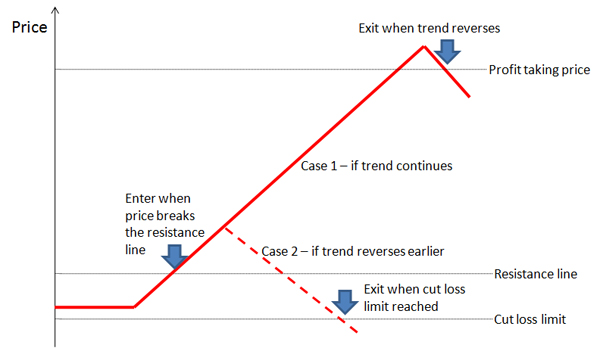 Price
Exit when trend reverses
Profit taking price
Case 1 – if trend continues
Enter when
price breaks
the resistance
line
Case 2 – if trend reverses earlier
Resistance line
Exit when cut loss
limit reached
Cut loss limit